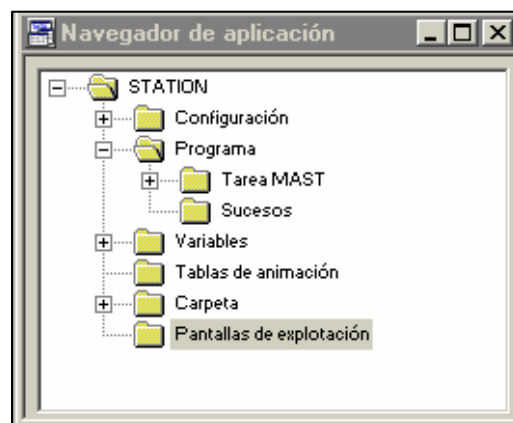 Navegador de aplicación
STATION
Configuración
Programa
Tarea MAST
Sucesos
Variables
Tablas de animación
Carpeta
Pantallas de explotación